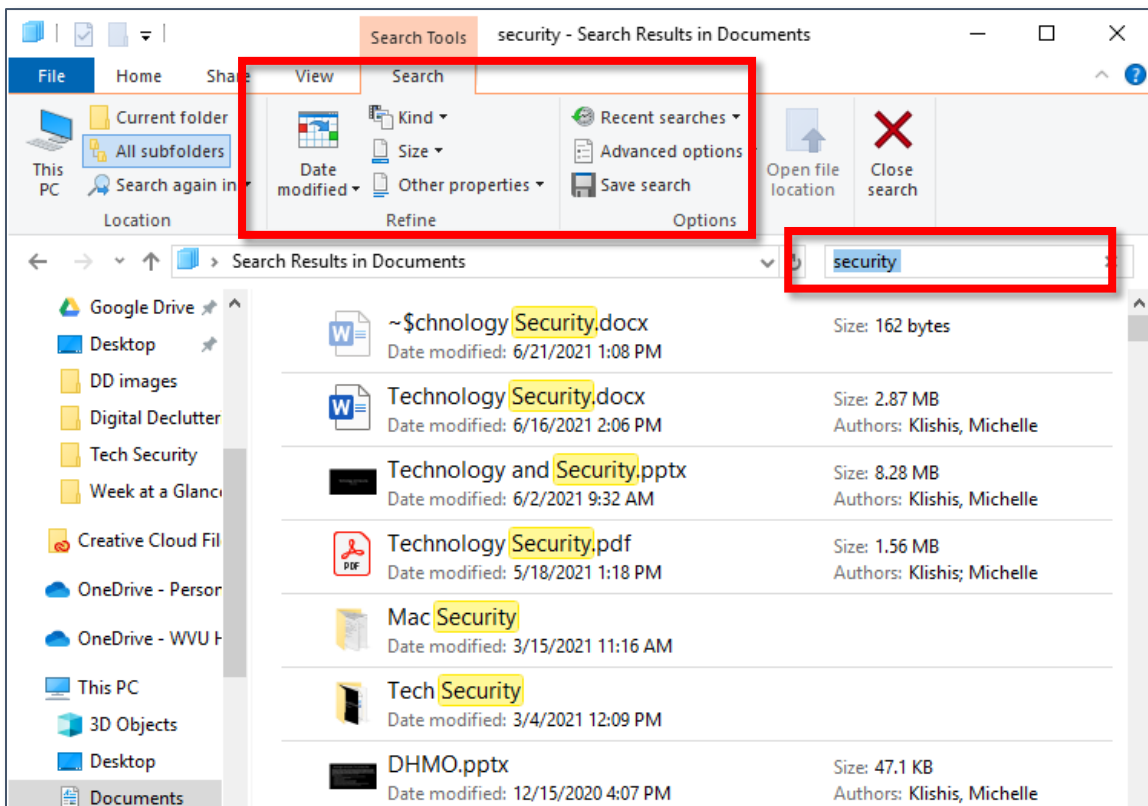 Search Tools security - Search Results in Documents
File Home Share View Search
Current folder
All subfolders
Search again in
This PC
Location
Date modified
Kind
Size
Other properties
Refine
Recent searches
Advanced options
Save search
Options
Open file location
Close search
Search Results in Documents
security
Google Drive
Desktop
DD images
Digital Declutter
Tech Security
Week at a Glance
Creative Cloud Fil
OneDrive - Person
OneDrive - WVU H
This PC
3D Objects
Desktop
Documents
~$chnology Security.docx
Size: 162 bytes
Date modified: 6/21/2021 1:08 PM
Technology Security.docx
Size: 2.87 MB
Date modified: 6/16/2021 2:06 PM
Authors: Klishis, Michelle
Technology and Security.pptx
Size: 8.28 MB
Date modified: 6/2/2021 9:32 AM
Authors: Klishis, Michelle
Technology Security.pdf
Size: 1.56 MB
Date modified: 5/18/2021 1:18 PM
Authors: Klishis; Michelle
Mac Security
Date modified: 3/15/2021 11:16 AM
Tech Security
Date modified: 3/4/2021 12:09 PM
DHMO.pptx
Size: 47.1 KB
Date modified: 12/15/2020 4:07 PM
Authors: Klishis, Michelle